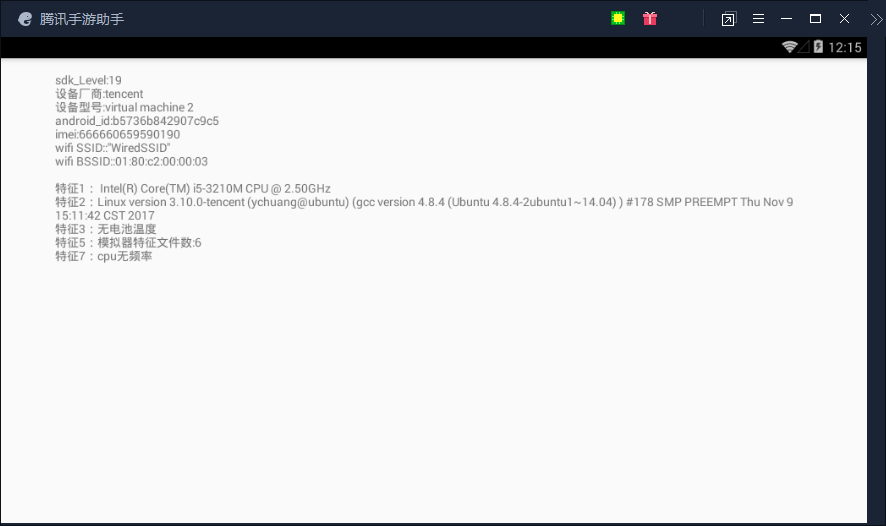 腾讯手游助手
12:15
sdk_Level:19
设备厂商:tencent
设备型号:virtual machine 2
android_id:b5736b842907c9c5
imei:666660659590190
wifi SSID::"WiredSSID"
wifi BSSID::01:80:c2:00:00:03
特征1： Intel(R) Core(TM) i5-3210M CPU @ 2.50GHz
特征2：Linux version 3.10.0-tencent (ychuang@ubuntu) (gcc version 4.8.4 (Ubuntu 4.8.4-2ubuntu1~14.04) ) #178 SMP PREEMPT Thu Nov 9
15:11:42 CST 2017
特征3：无电池温度
特征5：模拟器特征文件数:6
特征7：cpu无频率